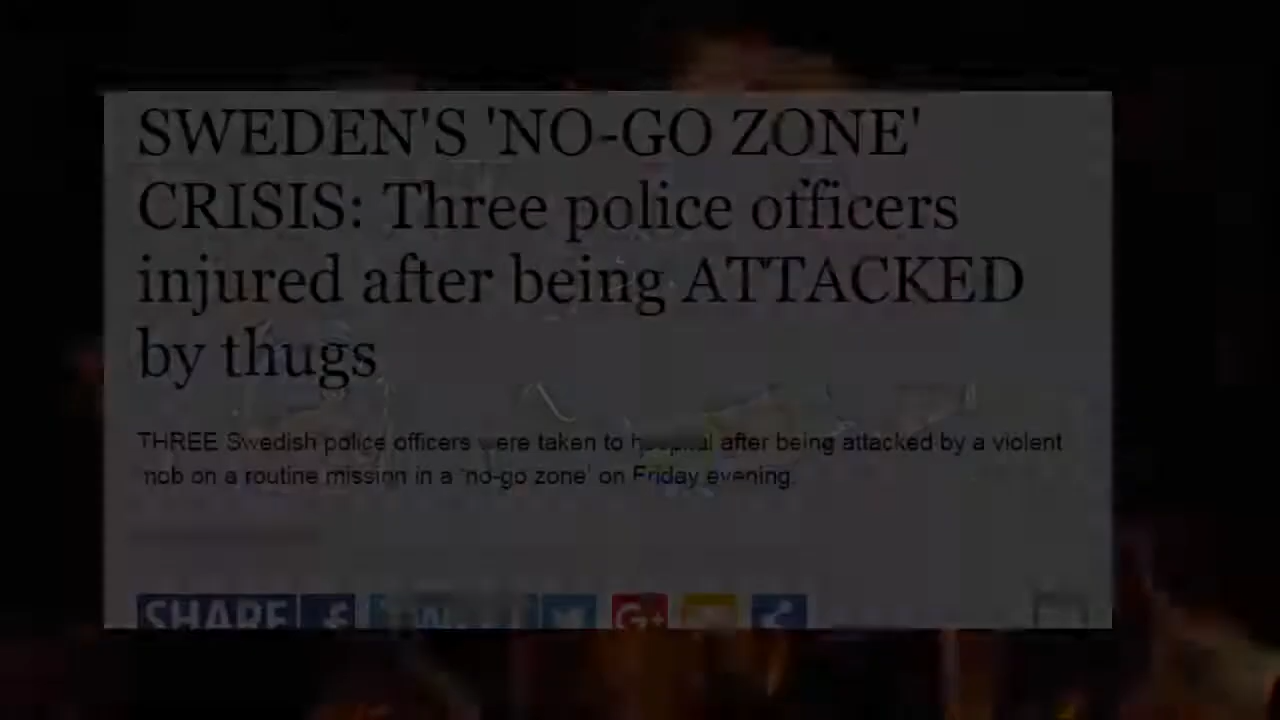 SWEDEN'S 'NO-GO ZONE'
CRISIS: Three police officers
injured after being ATTACKED
by thugs
THREE Swedish police officers were taken to hospital after being attacked by a violent
mob on a routine mission in a 'no-go zone' on Friday evening.
SHARE
G+